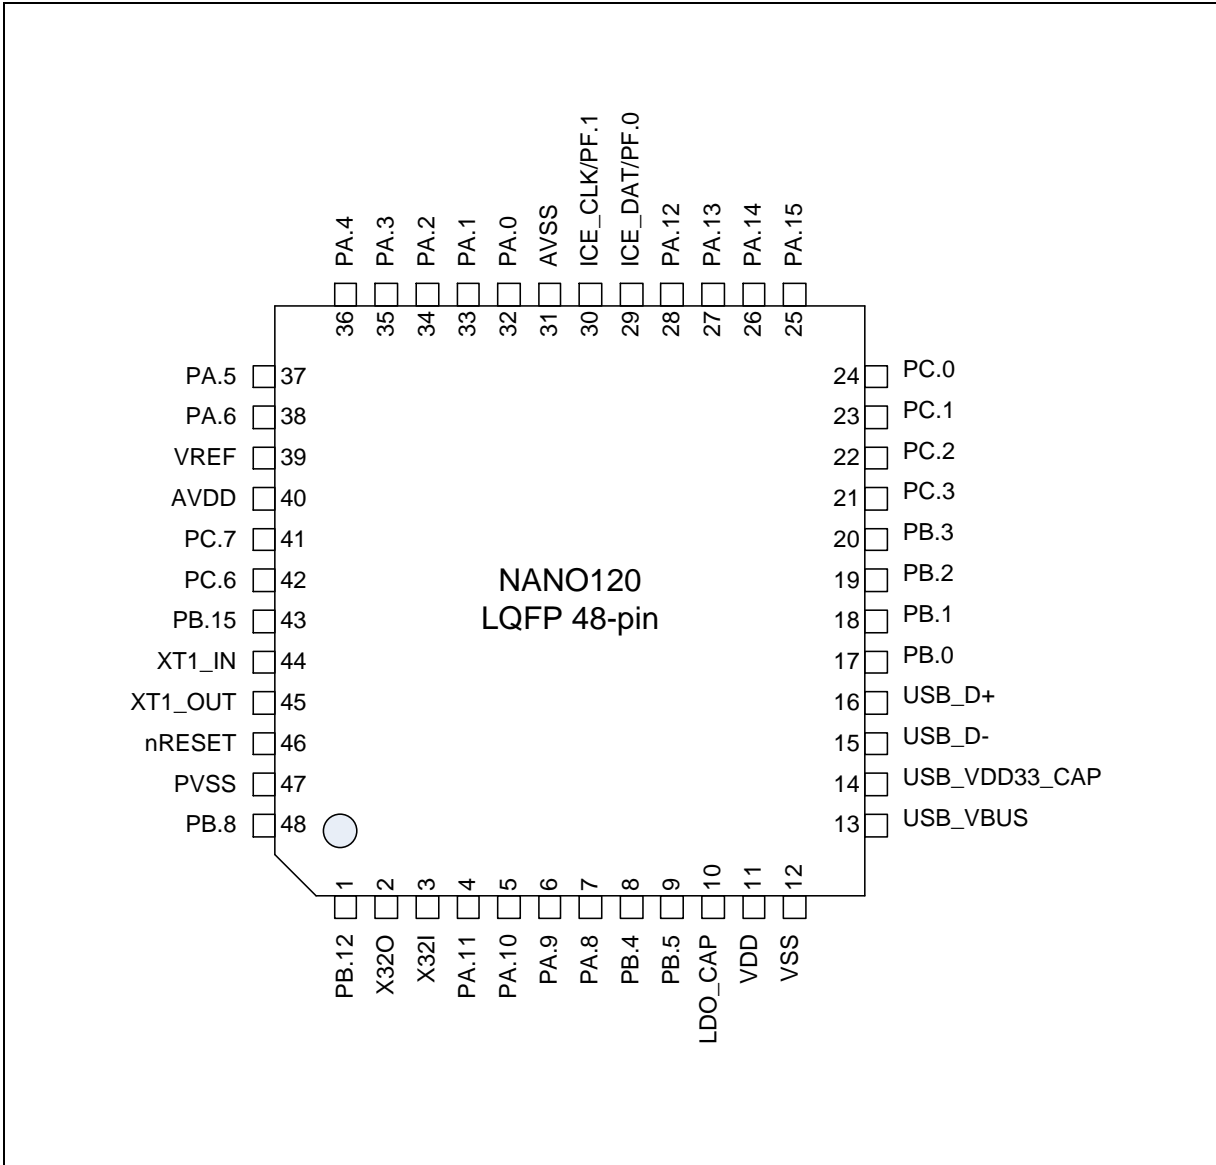 PA.4
PA.3
PA.2
PA.1
PA.0
AVSS
ICE_CLK/PF.1
ICE_DAT/PF.0
PA.12
PA.13
PA.14
PA.15
36
35
34
33
32
31
30
29
28
27
26
25
PA.5 37
PA.6 38
VREF 39
AVDD 40
PC.7 41
PC.6 42
PB.15 43
XT1_IN 44
XT1_OUT 45
nRESET 46
PVSS 47
PB.8 48
NANO120
LQFP 48-pin
24 PC.0
23 PC.1
22 PC.2
21 PC.3
20 PB.3
19 PB.2
18 PB.1
17 PB.0
16 USB_D+
15 USB_D-
14 USB_VDD33_CAP
13 USB_VBUS
1
2
3
4
5
6
7
8
9
10
11
12
PB.12
X32O
X32I
PA.11
PA.10
PA.9
PA.8
PB.4
PB.5
LDO_CAP
VDD
VSS